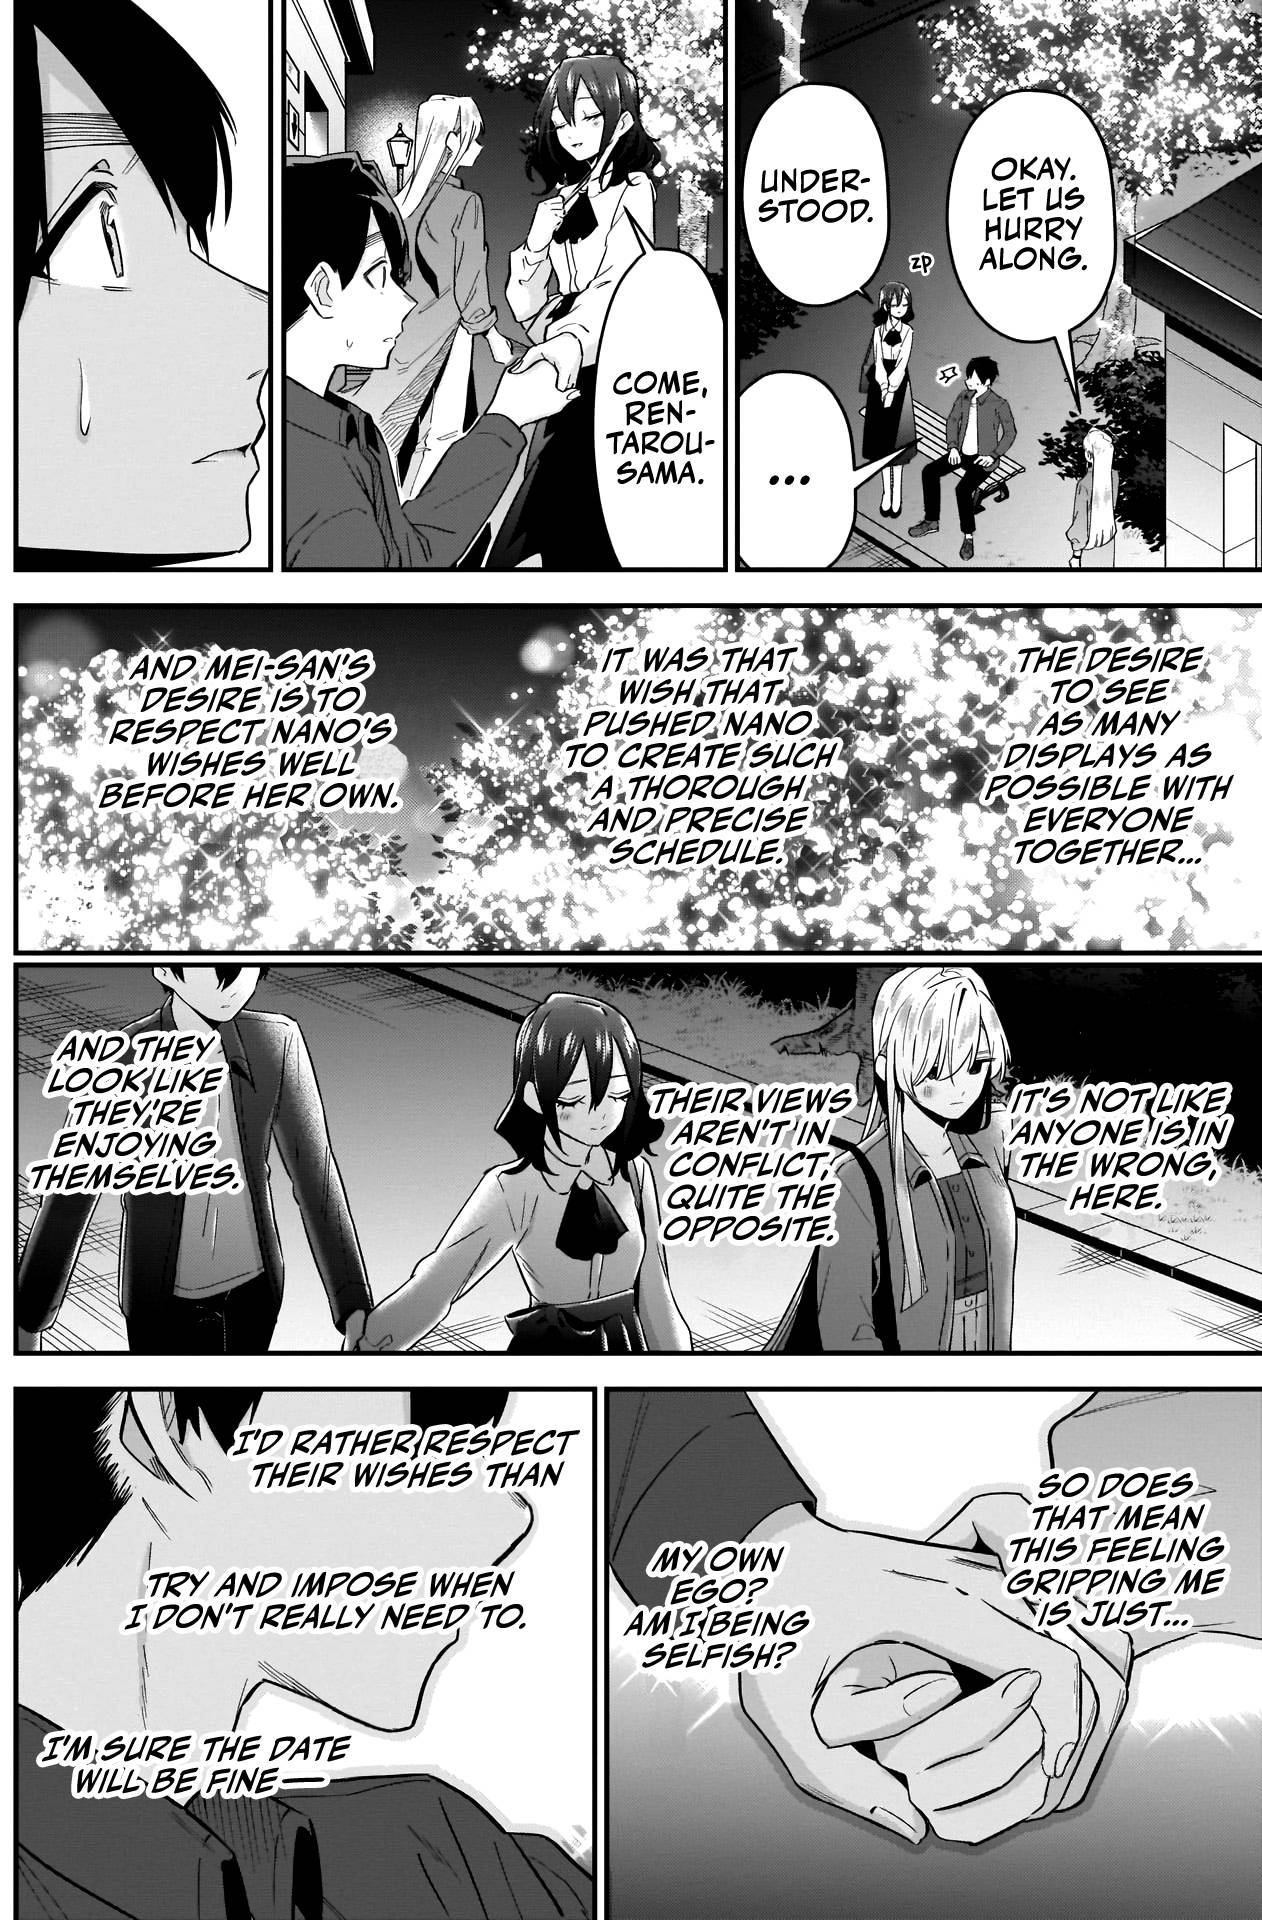 OKAY.
LET US
HURRY
ALONG.
UNDER-
STOOD.
ZP
...
COME,
REN-
TAROU-
SAMA.
THE DESIRE
TO SEE
AS MANY
DISPLAYS AS
POSSIBLE WITH
EVERYONE
TOGETHER...
IT WAS THAT
WISH THAT
PUSHED NANO
TO CREATE SUCH
A THOROUGH
AND PRECISE
SCHEDULE.
AND MEI-SAN'S
DESIRE IS TO
RESPECT NANO'S
WISHES WELL
BEFORE HER OWN.
IT'S NOT LIKE
ANYONE IS IN
THE WRONG,
HERE.
THEIR VIEWS
AREN'T IN
CONFLICT,
QUITE THE
OPPOSITE.
AND THEY
LOOK LIKE
THEY'RE
ENJOYING
THEMSELVES.
SO DOES
THAT MEAN
THIS FEELING
GRIPPING ME
IS JUST...
MY OWN
EGO?
AM I BEING
SELFISH?
I'D RATHER RESPECT
THEIR WISHES THAN
TRY AND IMPOSE WHEN
I DON'T REALLY NEED TO.
I'M SURE THE DATE
WILL BE FINE—